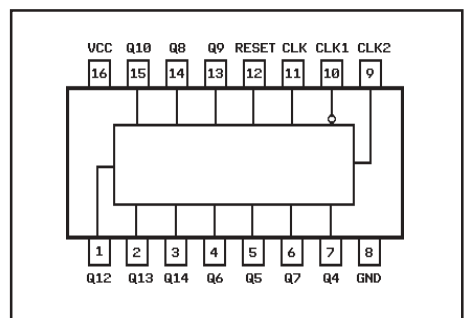 VCC Q10 Q8 Q9 RESET CLK CLK1 CLK2
16 15 14 13 12 11 10 9
1 2 3 4 5 6 7 8
Q12 Q13 Q14 Q6 Q5 Q7 Q4 GND